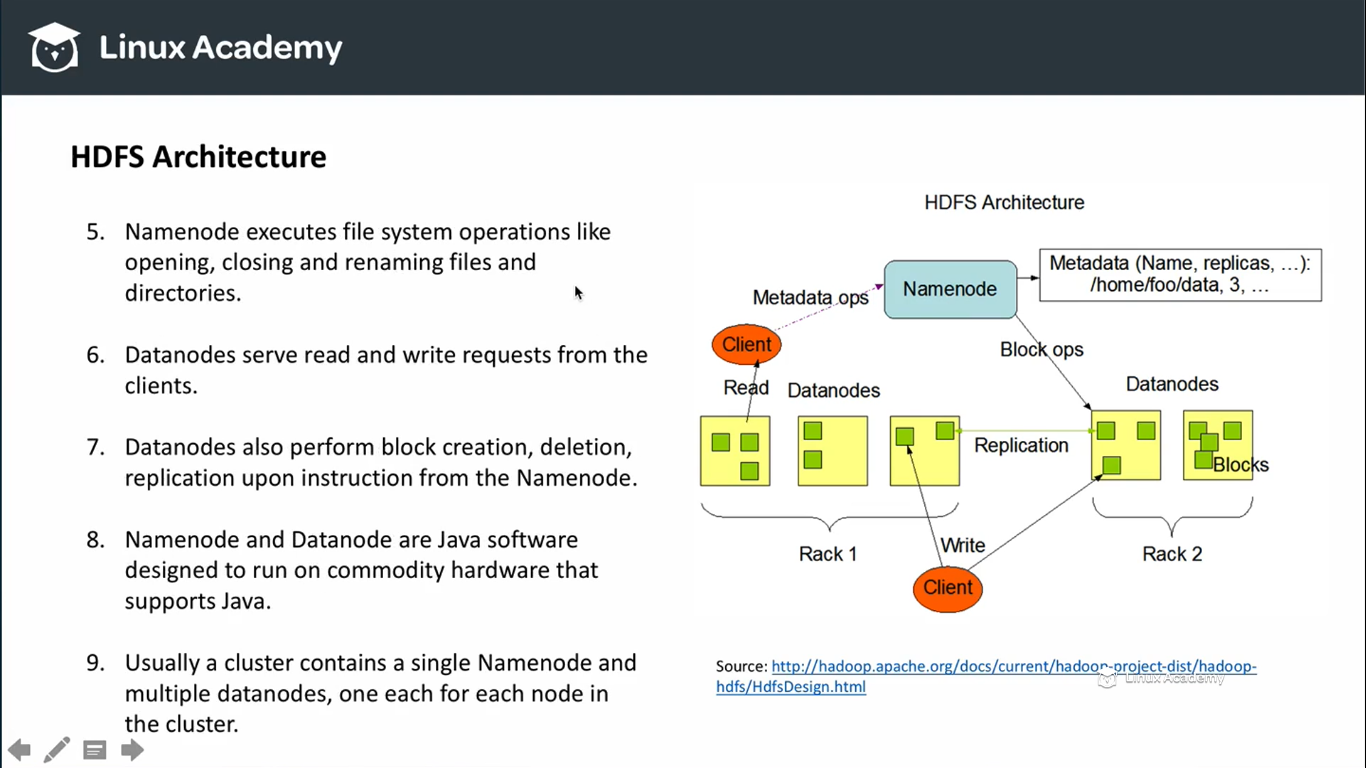 Linux Academy
HDFS Architecture
5. Namenode executes file system operations like
opening, closing and renaming files and
directories.
6. Datanodes serve read and write requests from the
clients.
7. Datanodes also perform block creation, deletion,
replication upon instruction from the Namenode.
8. Namenode and Datanode are Java software
designed to run on commodity hardware that
supports Java.
9. Usually a cluster contains a single Namenode and
multiple datanodes, one each for each node in
the cluster.
HDFS Architecture
Metadata (Name, replicas, …):
/home/foo/data, 3, …
Namenode
Metadata ops
Client
Block ops
Read
Datanodes
Datanodes
Replication
Blocks
Rack 1
Write
Rack 2
Client
Source: http://hadoop.apache.org/docs/current/hadoop-project-dist/hadoop-
hdfs/HdfsDesign.html
Linux Academy